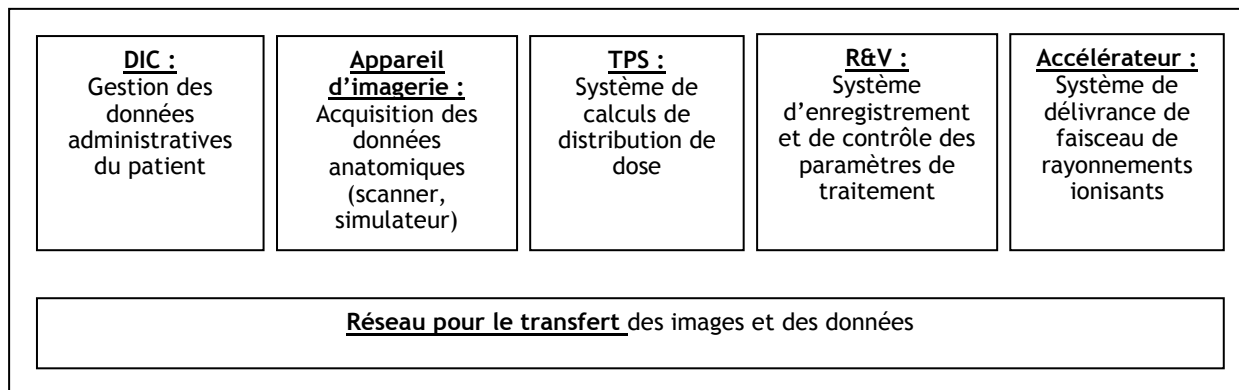 DIC :
Gestion des
données
administratives
du patient
Appareil
d’imagerie :
Acquisition des
données
anatomiques
(scanner,
simulateur)
TPS :
Système de
calculs de
distribution de
dose
R&V :
Système
d’enregistrement
et de contrôle des
paramètres de
traitement
Accélérateur :
Système de
délivrance de
faisceau de
rayonnements
ionisants
Réseau pour le transfert des images et des données